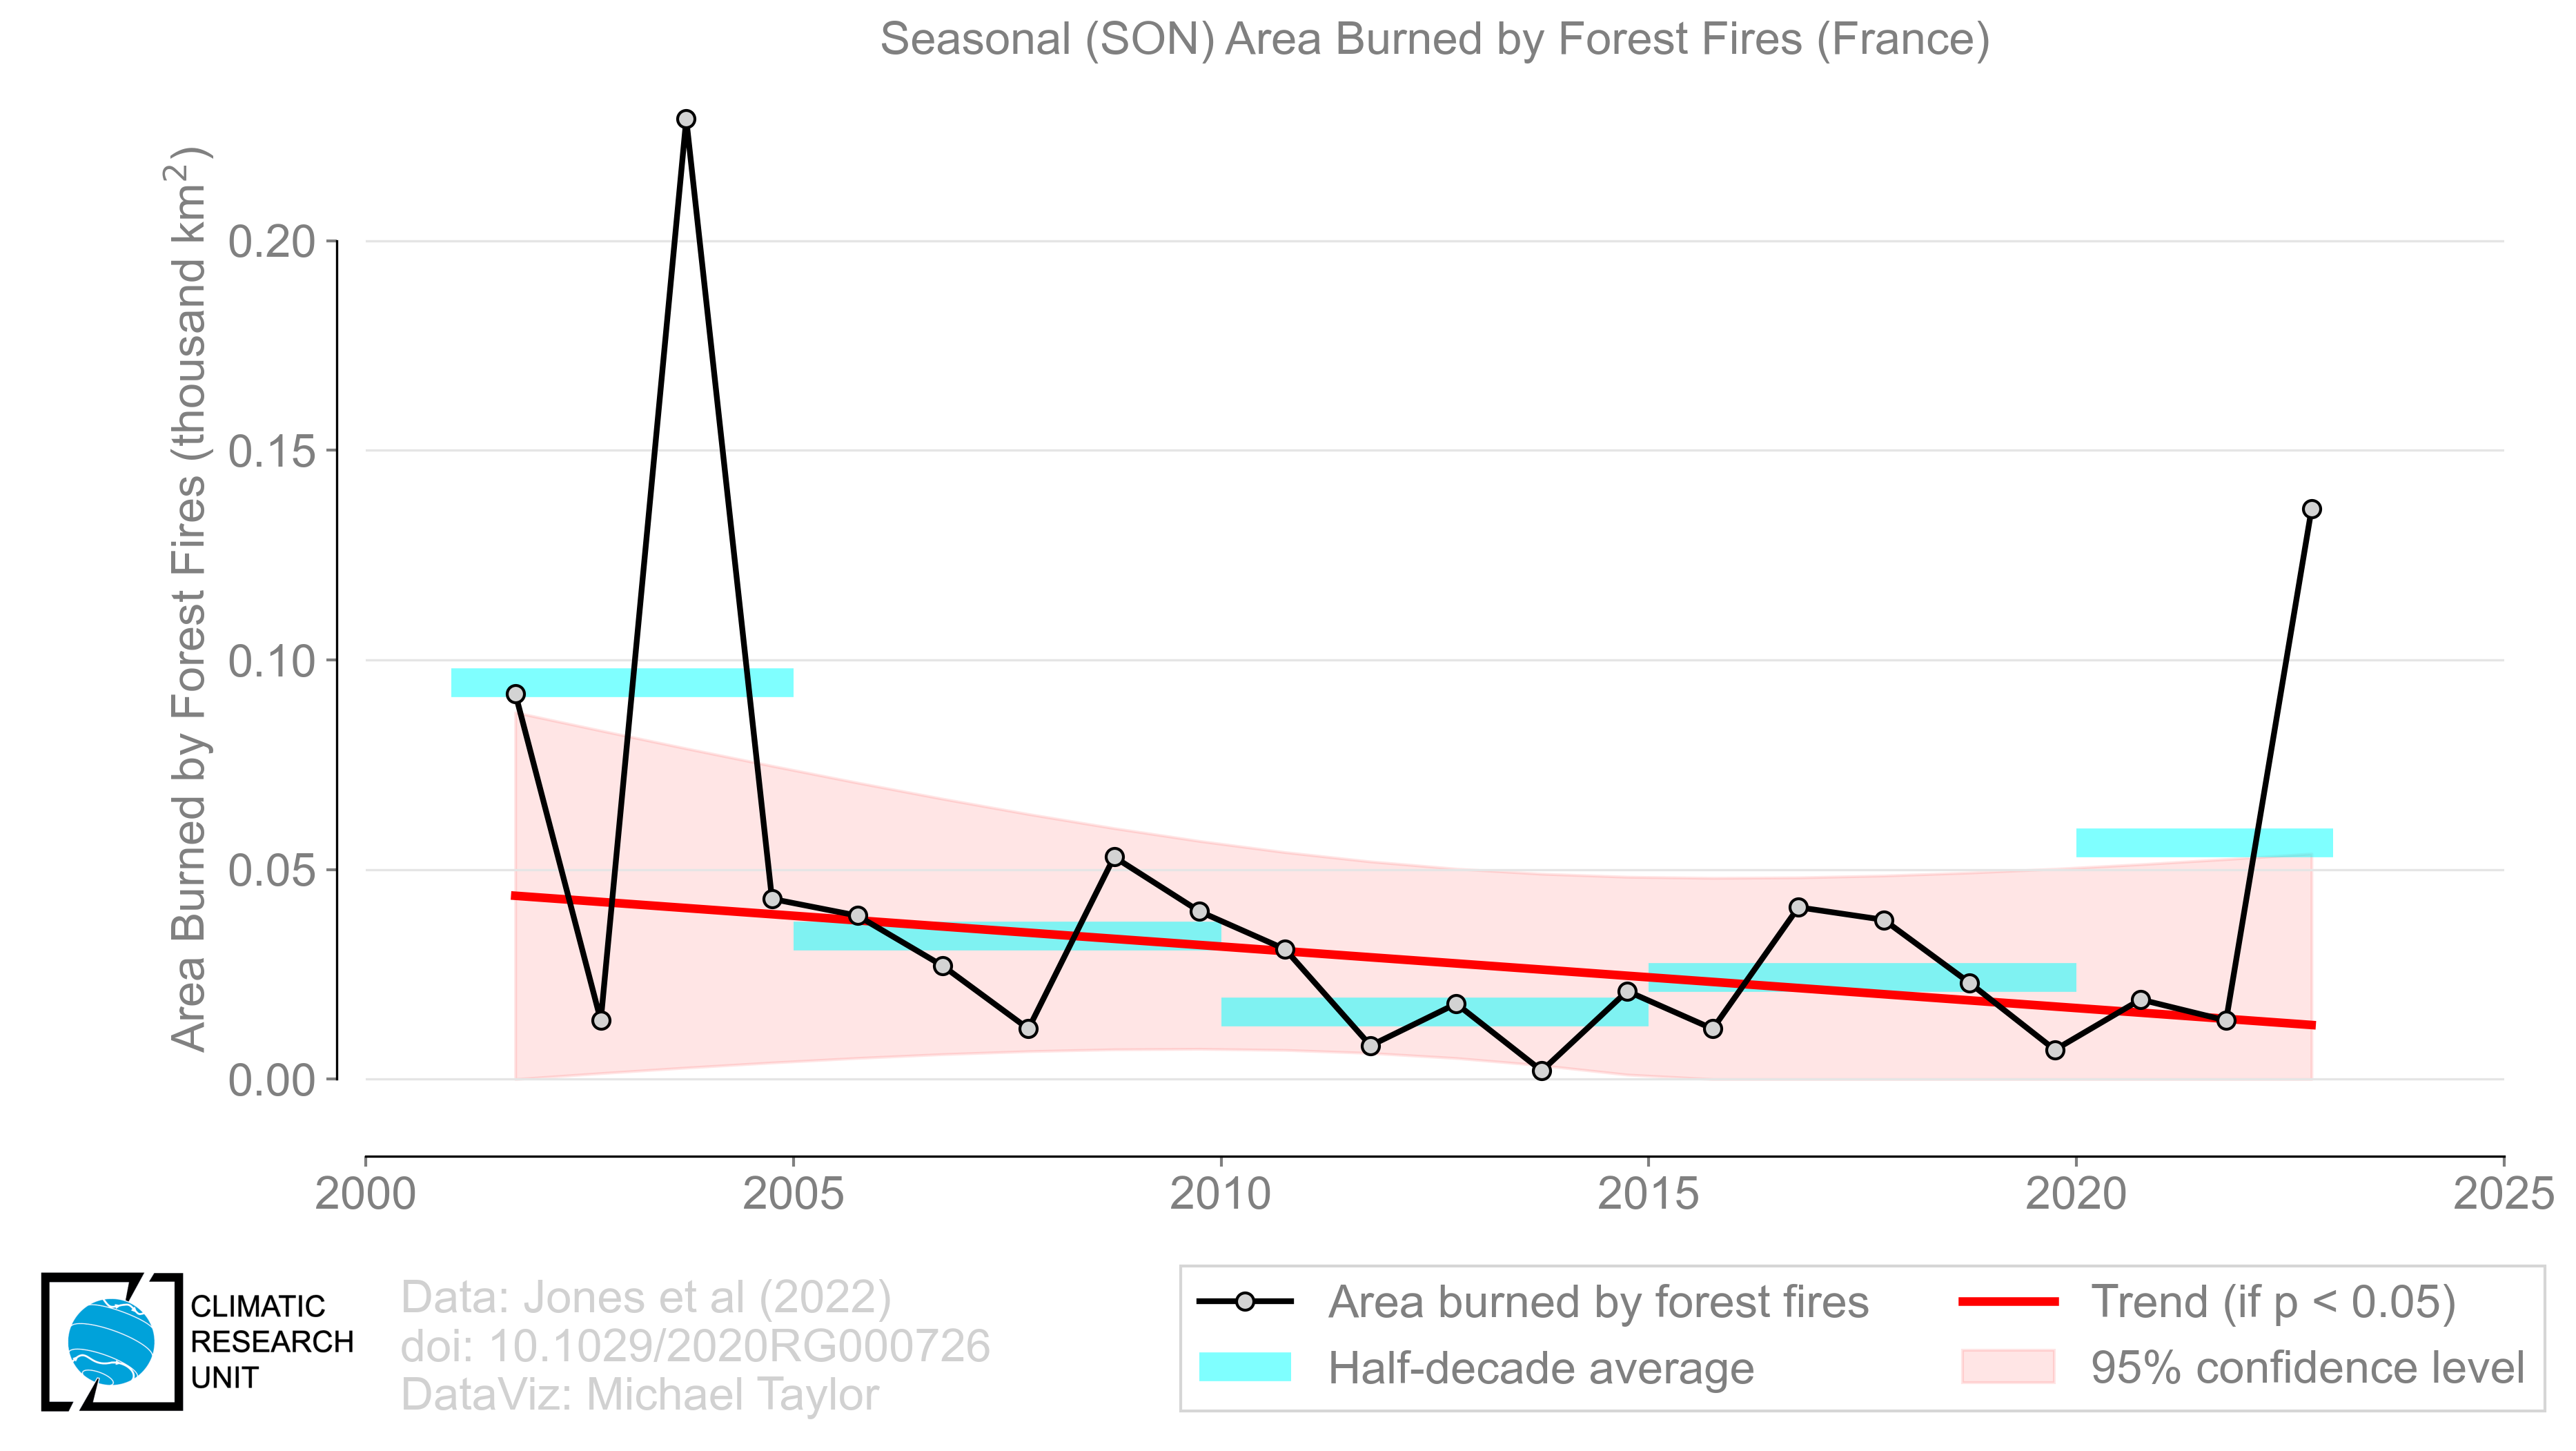 Seasonal (SON) Area Burned by Forest Fires (France)
Area Burned by Forest Fires (thousand km²)
0.20
0.15
0.10
0.05
0.00
2000 2005 2010 2015 2020 2025
CLIMATIC
RESEARCH
UNIT
Data: Jones et al (2022)
doi: 10.1029/2020RG000726
DataViz: Michael Taylor
Area burned by forest fires
Half-decade average
Trend (if p < 0.05)
95% confidence level